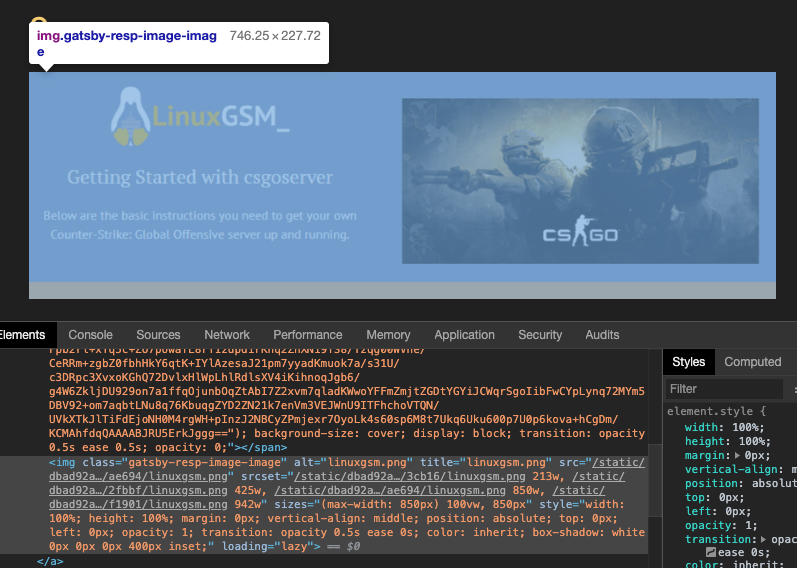 img.gatsby-resp-image-imag 746.25 × 227.72
e
LinuxGSM_
Getting Started with csgoserver
Below are the basic instructions you need to get your own
Counter-Strike: Global Offensive server up and running.
CS GO
Elements Console Sources Network Performance Memory Application Security Audits
CeRRm+zgbZ0fbhHkY6qtK+IYlAzesaJ21pm7yyadKmuok7a/s31U/
c3DRpc3XvxoKGhQ72DvlxHlWpLhlRdlsXV4iKihnoqJgb6/
g4W6ZkljDU929on7a1ffqOjunbOqZtAbI7Z2xvm7qladKWwoYFFmZmjtZGDtYGYiJCWqrSgoIibFwCYpLynq72MYm5
DBV92+om7aqbtLNu8q76KbuqgZYD2ZN21k7enVm3VEJWnU9ITFhchoVTQN/
UVkXTkJlTiFdEjoNH0M4rgWH+pInzJ2NBCyZPmjexr7OyoLk4s60sp6M8t7Ukq6Uku600p7U0p6kova+hCgDm/
KCMAhfdqQAAAABJRU5ErkJggg=="); background-size: cover; display: block; transition: opacity
0.5s ease 0.5s; opacity: 0;"></span>
<img class="gatsby-resp-image-image" alt="linuxgsm.png" title="linuxgsm.png" src="/static/
dbad92a…/ae694/linuxgsm.png" srcset="/static/dbad92a…/3cb16/linuxgsm.png 213w, /static/
dbad92a…/2fbbf/linuxgsm.png 425w, /static/dbad92a…/ae694/linuxgsm.png 850w, /static/
dbad92a…/f1901/linuxgsm.png 942w" sizes="(max-width: 850px) 100vw, 850px" style="width:
100%; height: 100%; margin: 0px; vertical-align: middle; position: absolute; top: 0px;
left: 0px; opacity: 1; transition: opacity 0.5s ease 0s; color: inherit; box-shadow: white
0px 0px 0px 400px inset;" loading="lazy"> == $0
</a>
Styles Computed
Filter
element.style {
width: 100%;
height: 100%;
margin: 0px;
vertical-align: m
position: absolut
top: 0px;
left: 0px;
opacity: 1;
transition: opac
ease 0s;
color: inherit;